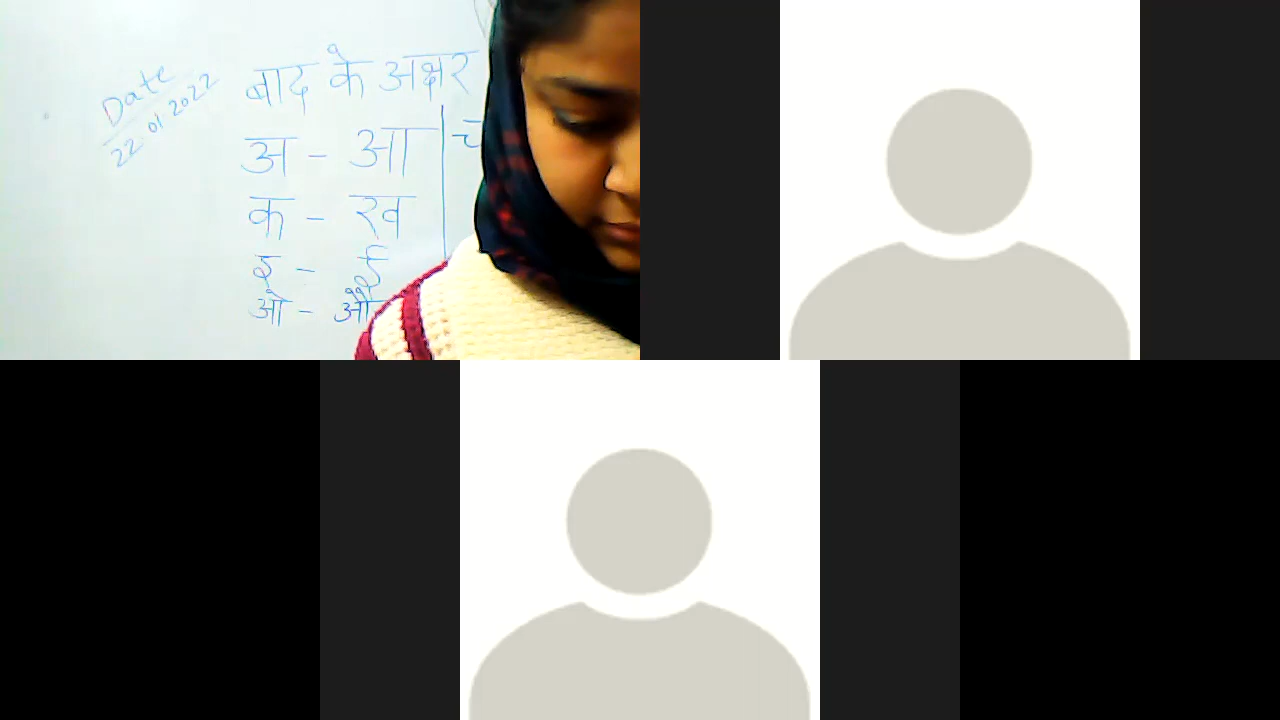 Date
22 01 2022
बाद के अक्षर
अ - आ
क - ख
इ - ई
ओ - औ